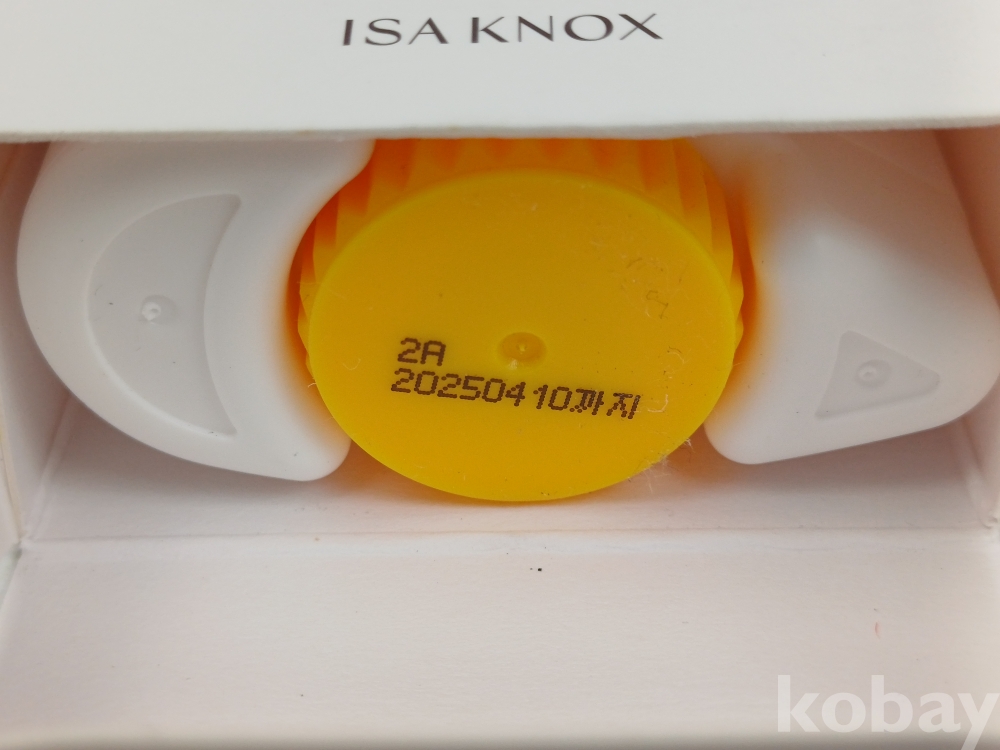 ISA KNOX
2A
20250410까지
kobay